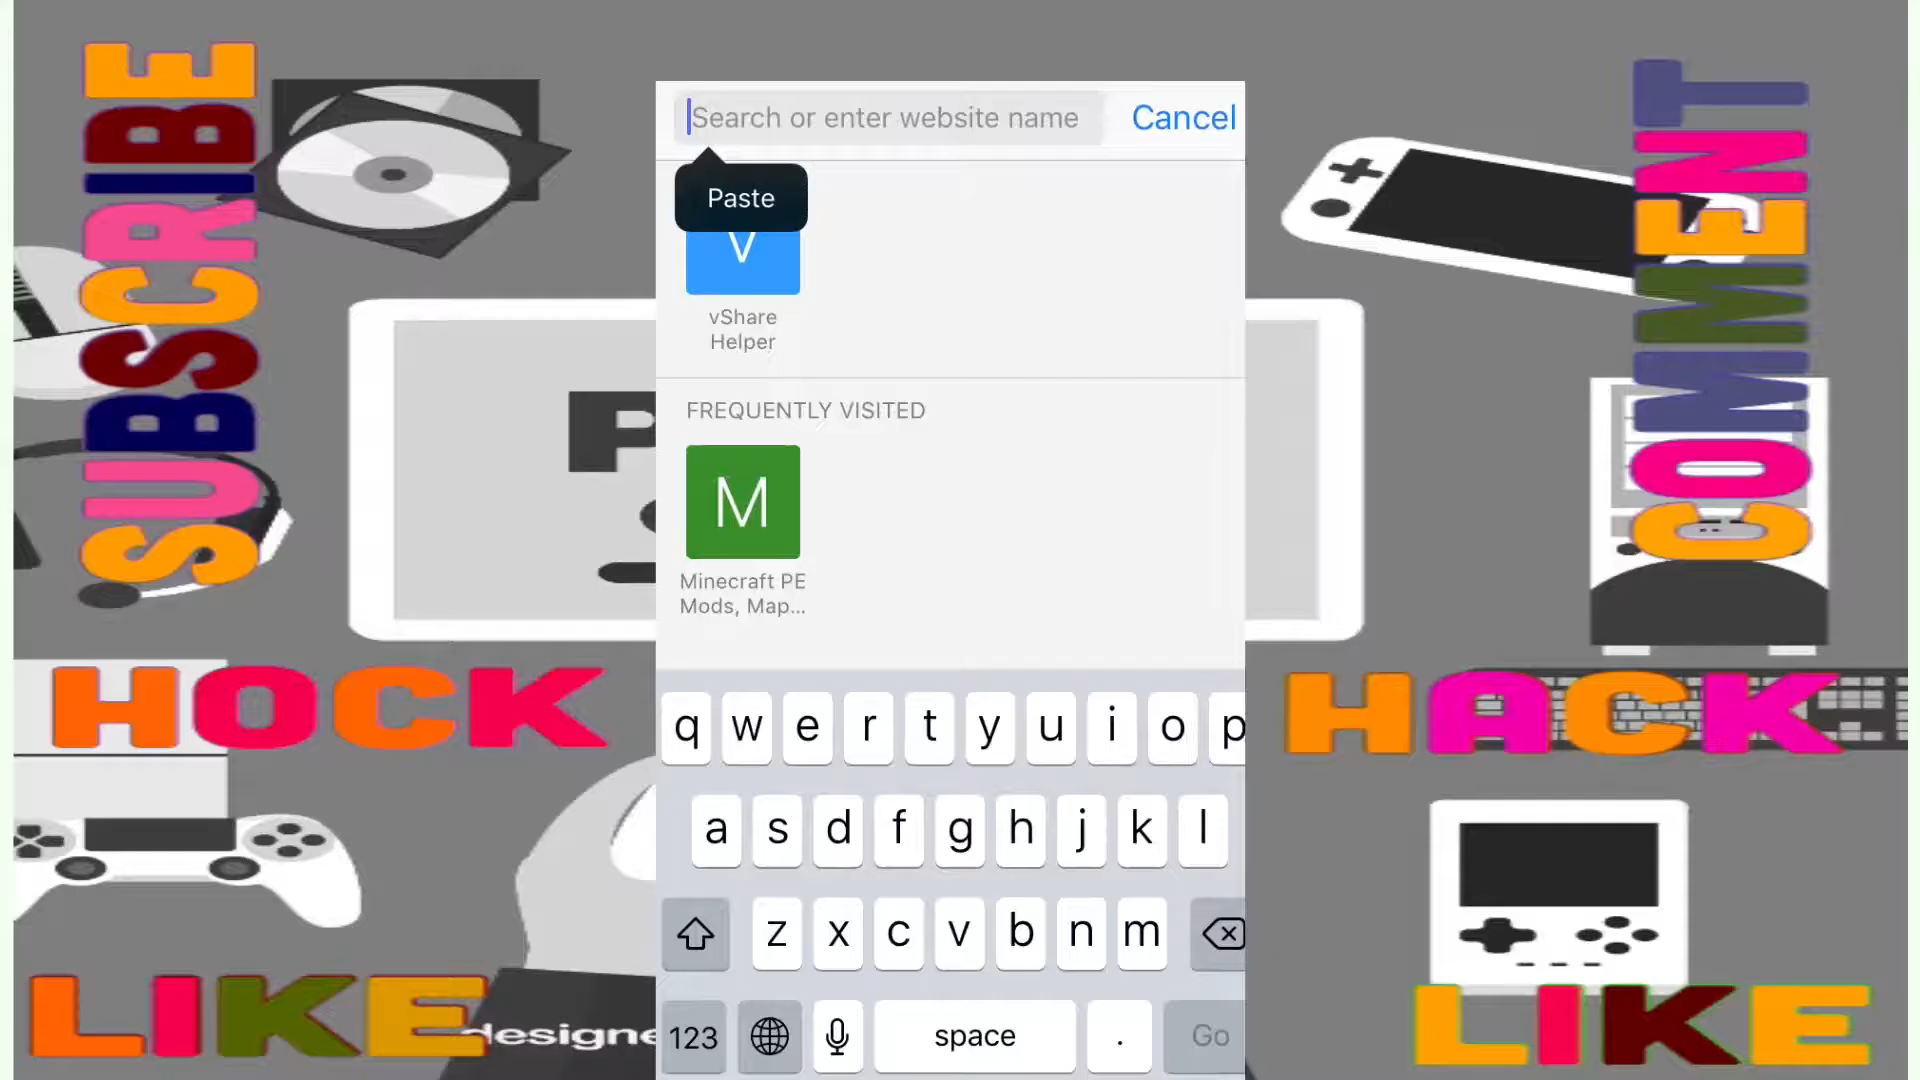 SUBSCRIBE
COMMENT
Search or enter website name
Cancel
Paste
V
vShare
Helper
FREQUENTLY VISITED
P
M
Minecraft PE
Mods, Map...
HOCK
HACK
q w e r t y u i o p
a s d f g h j k l
z x c v b n m
123
space
.
Go
LIKE
designe
LIKE